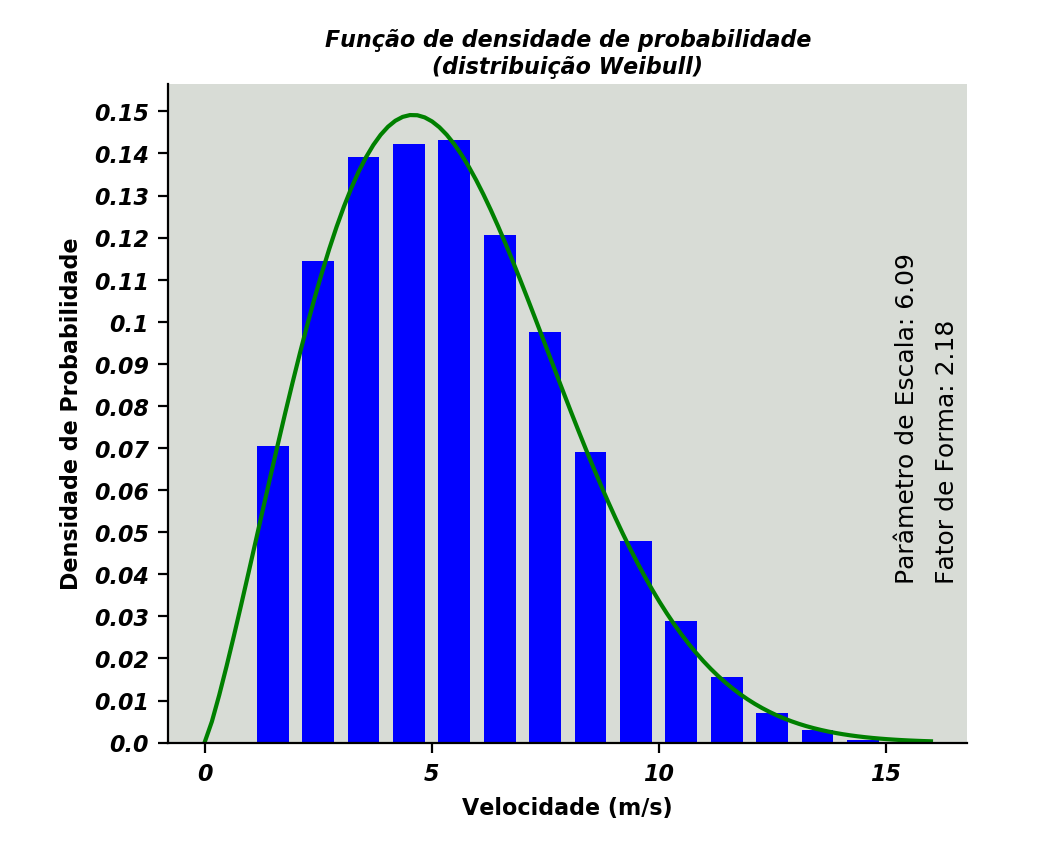 Função de densidade de probabilidade
(distribuição Weibull)
Densidade de Probabilidade
0.15
0.14
0.13
0.12
0.11
0.1
0.09
0.08
0.07
0.06
0.05
0.04
0.03
0.02
0.01
0.0
0 5 10 15
Velocidade (m/s)
Parâmetro de Escala: 6.09
Fator de Forma: 2.18